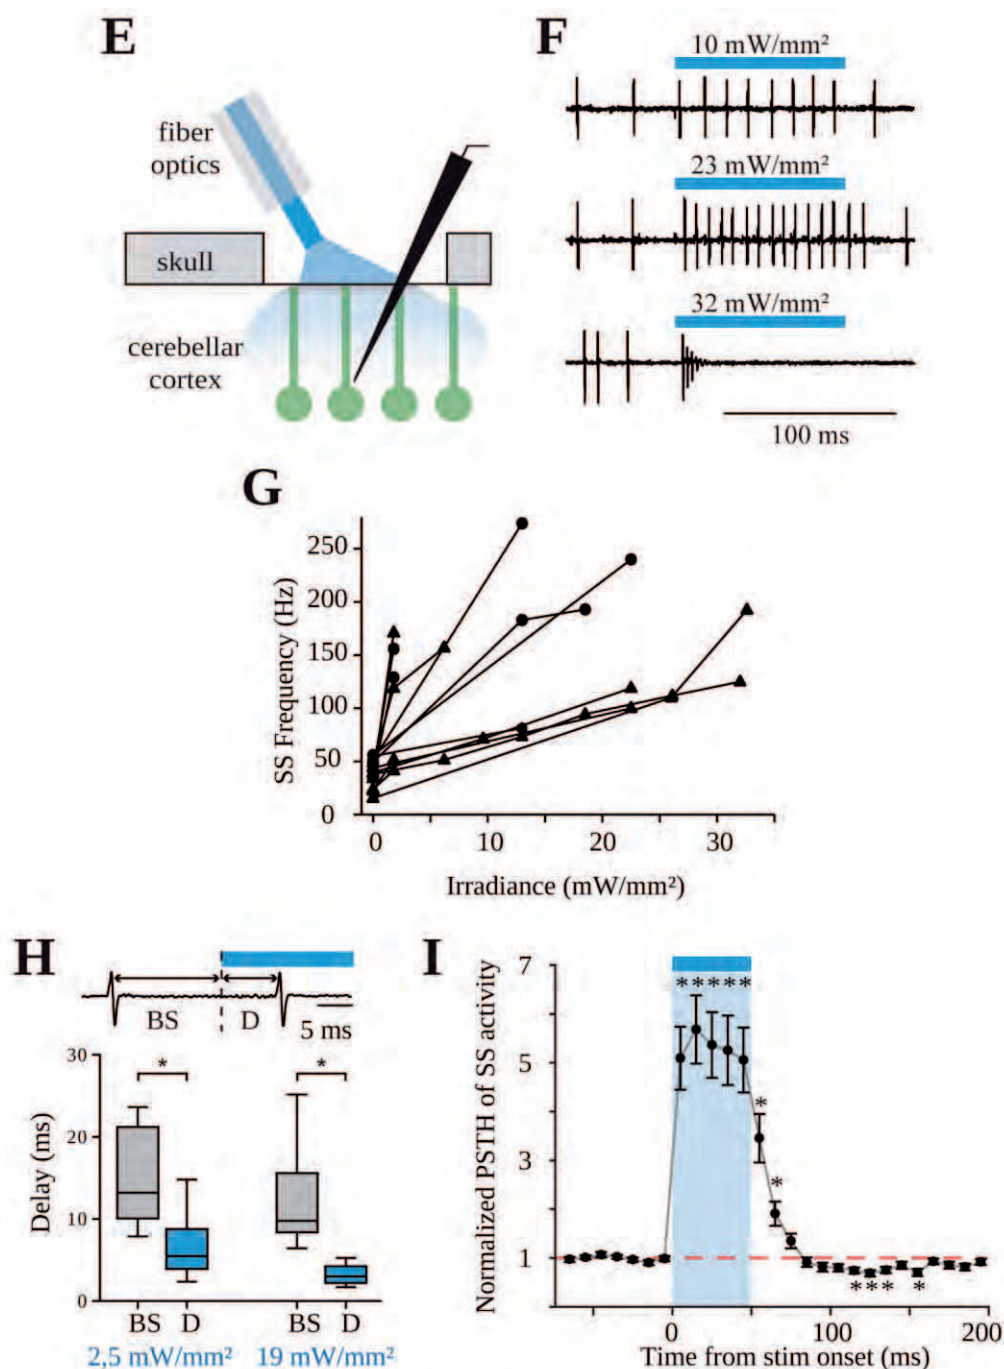 E
fiber
optics
skull
cerebellar
cortex
F
10 mW/mm²
23 mW/mm²
32 mW/mm²
100 ms
G
SS Frequency (Hz)
250
200
150
100
50
0
0
10
20
30
Irradiance (mW/mm²)
H
BS
D
5 ms
Delay (ms)
30
20
10
0
*
*
BS
D
BS
D
2,5 mW/mm²
19 mW/mm²
I
Normalized PSTH of SS activity
7
5
3
1
* * * * *
*
*
***
*
0
100
200
Time from stim onset (ms)